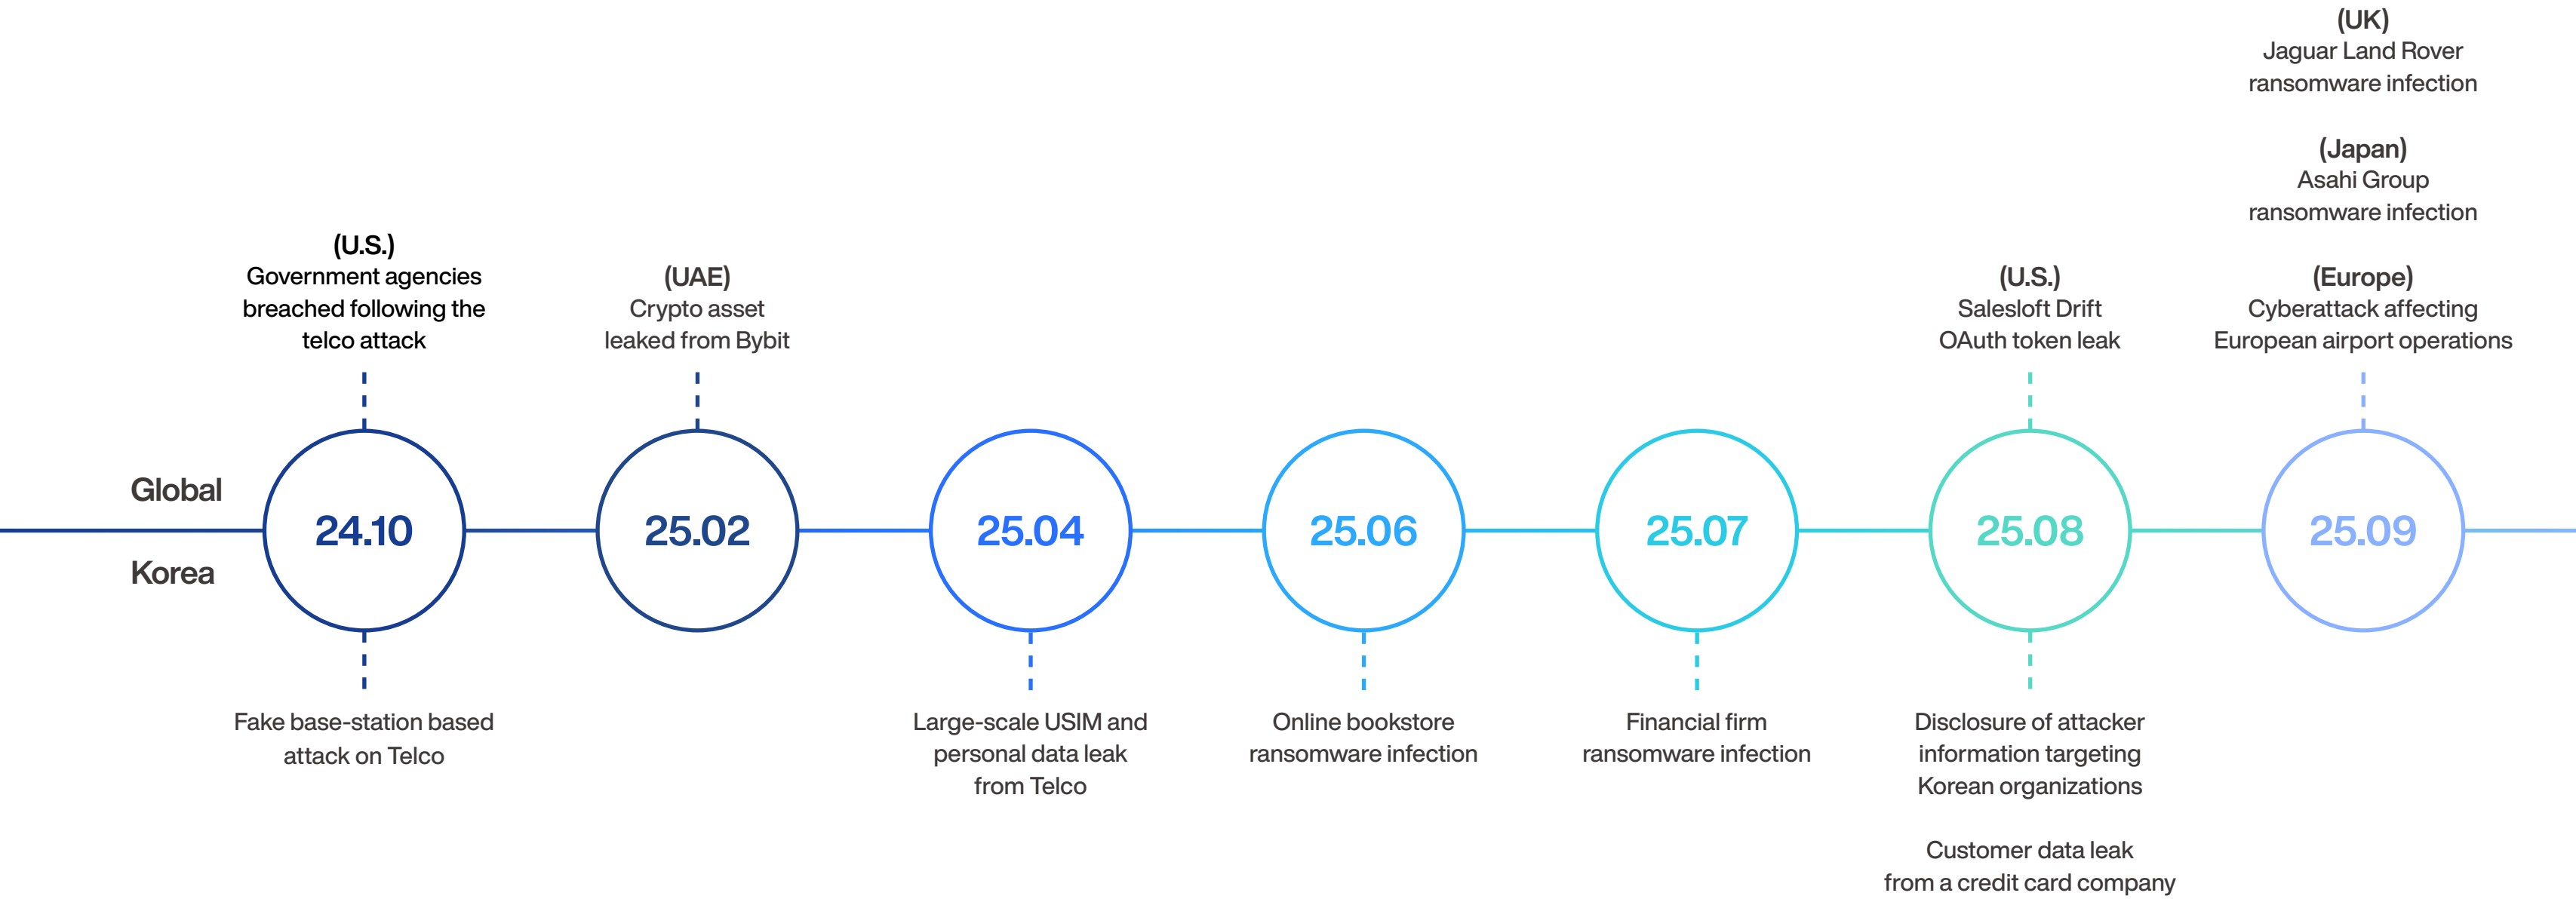 (UK)
Jaguar Land Rover
ransomware infection
(Japan)
Asahi Group
ransomware infection
(U.S.)
Government agencies
breached following the
telco attack
(UAE)
Crypto asset
leaked from Bybit
(U.S.)
Salesloft Drift
OAuth token leak
(Europe)
Cyberattack affecting
European airport operations
Global
Korea
24.10
25.02
25.04
25.06
25.07
25.08
25.09
Fake base-station based
attack on Telco
Large-scale USIM and
personal data leak
from Telco
Online bookstore
ransomware infection
Financial firm
ransomware infection
Disclosure of attacker
information targeting
Korean organizations
Customer data leak
from a credit card company